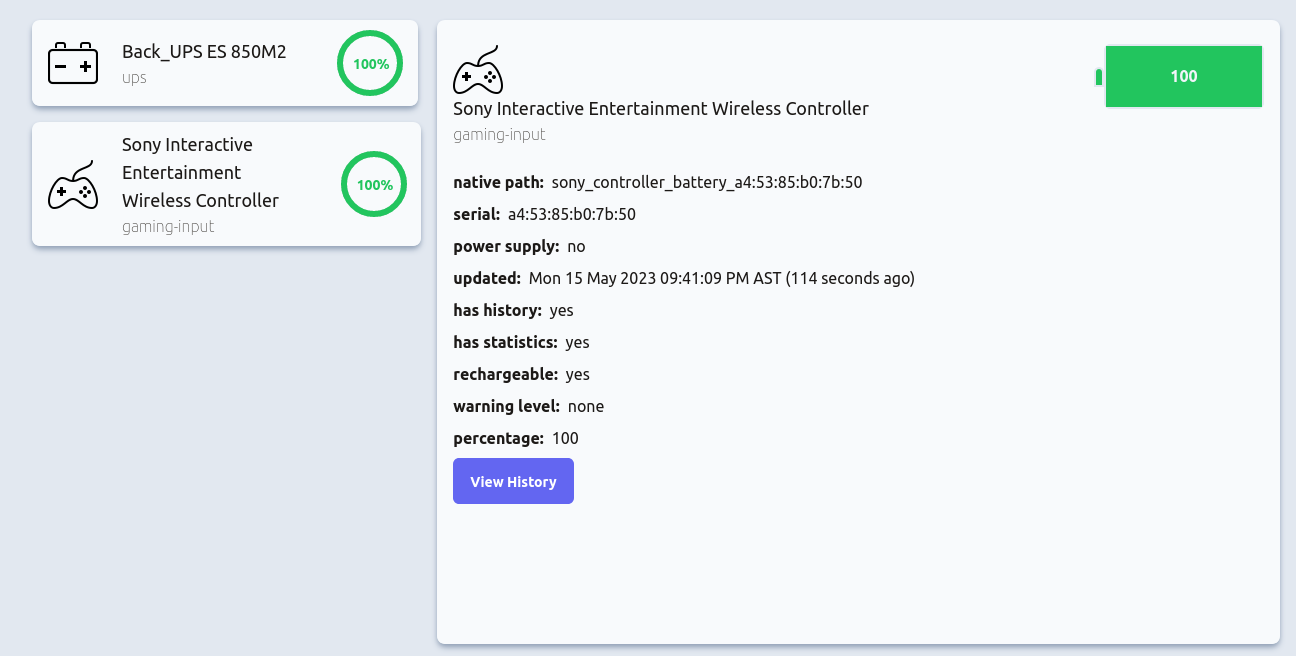 Back_UPS ES 850M2
ups
100%
Sony Interactive
Entertainment
Wireless Controller
gaming-input
100%
100
Sony Interactive Entertainment Wireless Controller
gaming-input
native path: sony_controller_battery_a4:53:85:b0:7b:50
serial: a4:53:85:b0:7b:50
power supply: no
updated: Mon 15 May 2023 09:41:09 PM AST (114 seconds ago)
has history: yes
has statistics: yes
rechargeable: yes
warning level: none
percentage: 100
View History